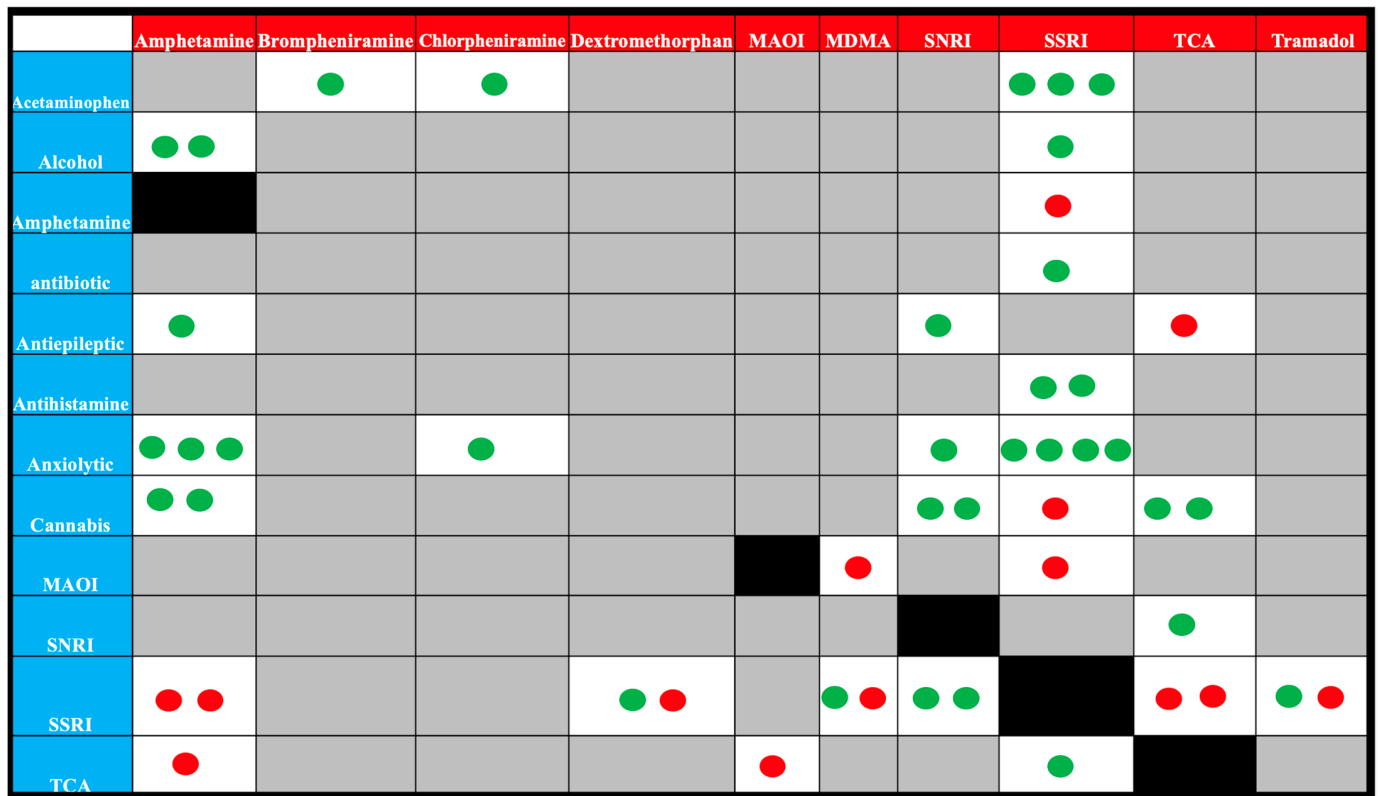 Amphetamine Brompheniramine Chlorpheniramine Dextromethorphan MAOI MDMA SNRI SSRI TCA Tramadol
Acetaminophen
Alcohol
Amphetamine
antibiotic
Antiepileptic
Antihistamine
Anxiolytic
Cannabis
MAOI
SNRI
SSRI
TCA